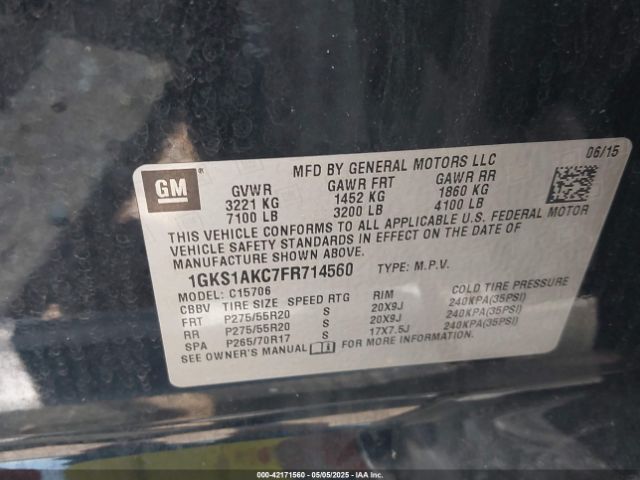 GM
MFD BY GENERAL MOTORS LLC
06/15
GVWR GAWR FRT GAWR RR
3221 KG 1452 KG 1860 KG
7100 LB 3200 LB 4100 LB
THIS VEHICLE CONFORMS TO ALL APPLICABLE U.S. FEDERAL MOTOR
VEHICLE SAFETY STANDARDS IN EFFECT ON THE DATE OF
MANUFACTURE SHOWN ABOVE.
1GKS1AKC7FR714560 TYPE: M.P.V.
MODEL: C15706
CBBV TIRE SIZE SPEED RTG RIM COLD TIRE PRESSURE
FRT P275/55R20 S 20X9J 240KPA(35PSI)
RR P275/55R20 S 20X9J 240KPA(35PSI)
SPA P265/70R17 S 17X7.5J 240KPA(35PSI)
SEE OWNER'S MANUAL FOR MORE INFORMATION.
000-42171560 - 05/05/2025 - iaai.com